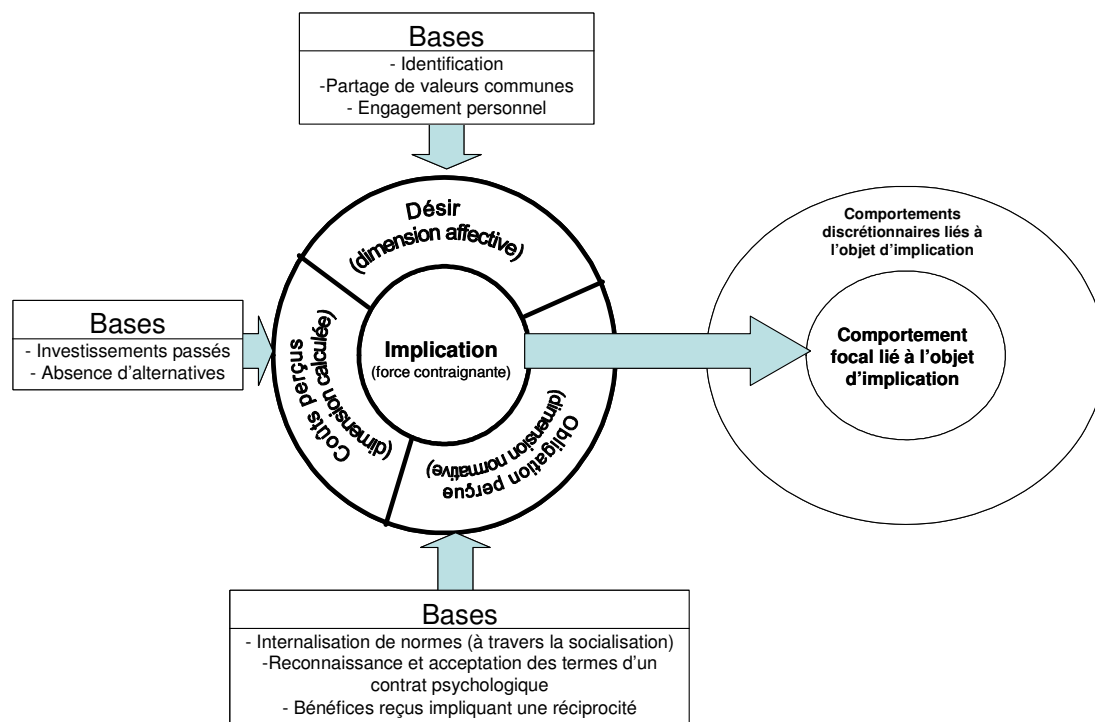 Bases
- Identification
-Partage de valeurs communes
- Engagement personnel
Désir
(dimension affective)
Comportements
discrétionnaires liés à
l’objet d’implication
Bases
- Investissements passés
- Absence d’alternatives
Coûts perçus
(dimension calculée)
Implication
(force contraignante)
Comportement
focal lié à l’objet
d’implication
Obligation perçue
(dimension normative)
Bases
- Internalisation de normes (à travers la socialisation)
-Reconnaissance et acceptation des termes d’un
contrat psychologique
- Bénéfices reçus impliquant une réciprocité